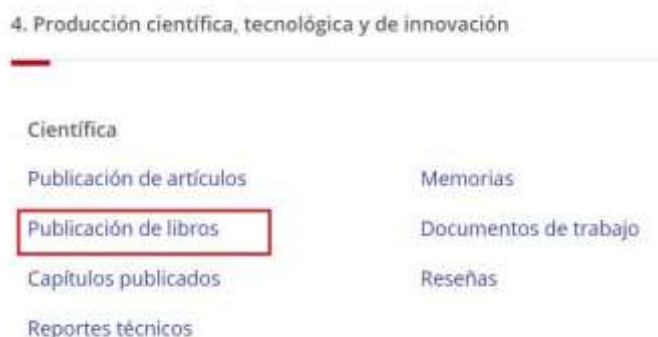 4. Producción científica, tecnológica y de innovación
Científica
Publicación de artículos
Memorias
Publicación de libros
Documentos de trabajo
Capítulos publicados
Reseñas
Reportes técnicos